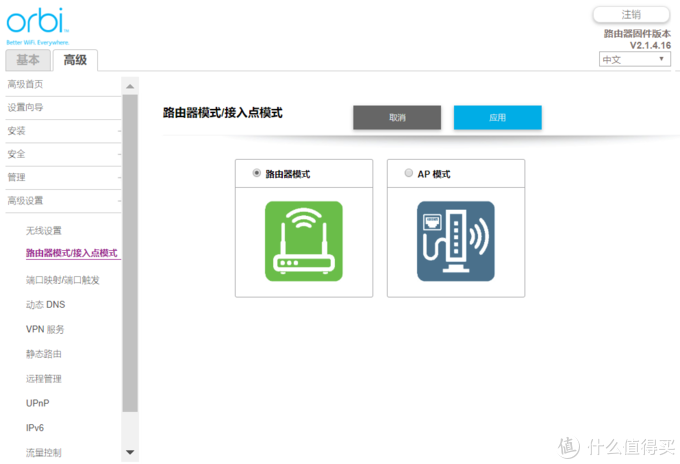 orbi
Better WiFi. Everywhere.
注销
路由器固件版本
V2.1.4.16
中文
基本
高级
高级首页
设置向导
安装
安全
管理
高级设置
无线设置
路由器模式/接入点模式
端口映射/端口触发
动态 DNS
VPN 服务
静态路由
远程管理
UPnP
IPv6
流量控制
路由器模式/接入点模式
取消
应用
路由器模式
AP 模式
值 什么值得买